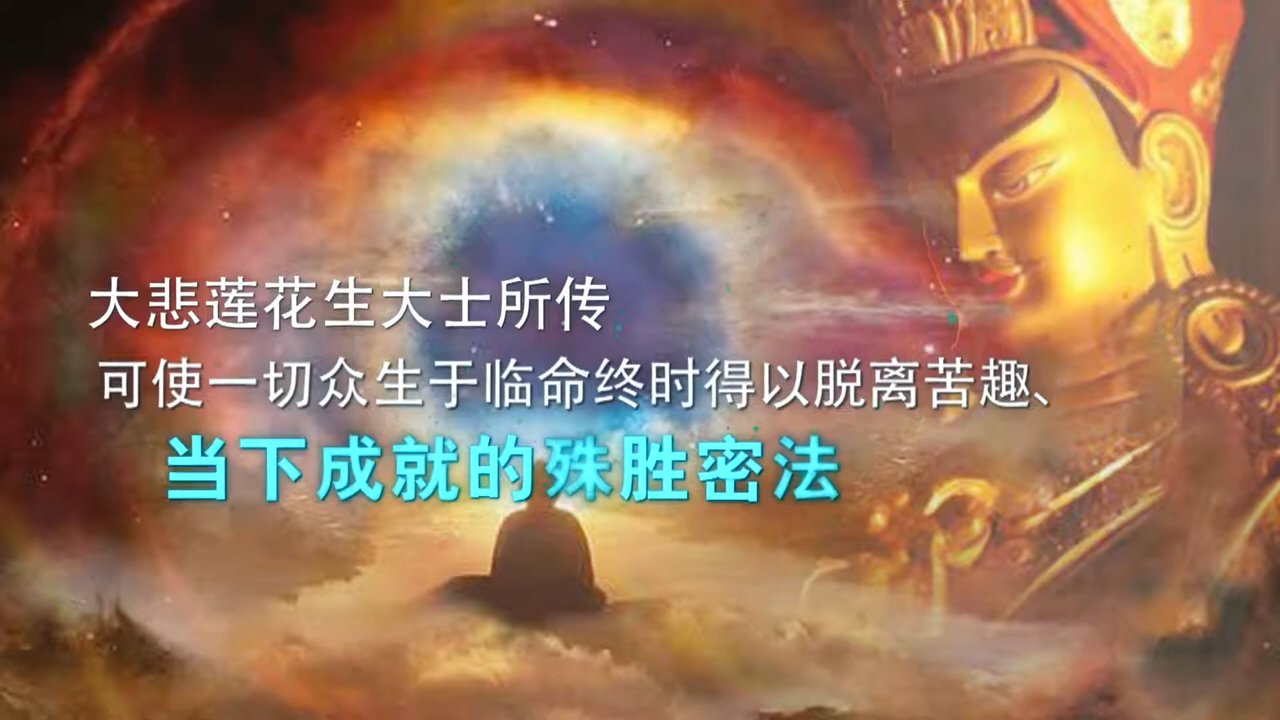 大悲莲花生大士所传
可使一切众生于临命终时得以脱离苦趣、
当下成就的殊胜密法